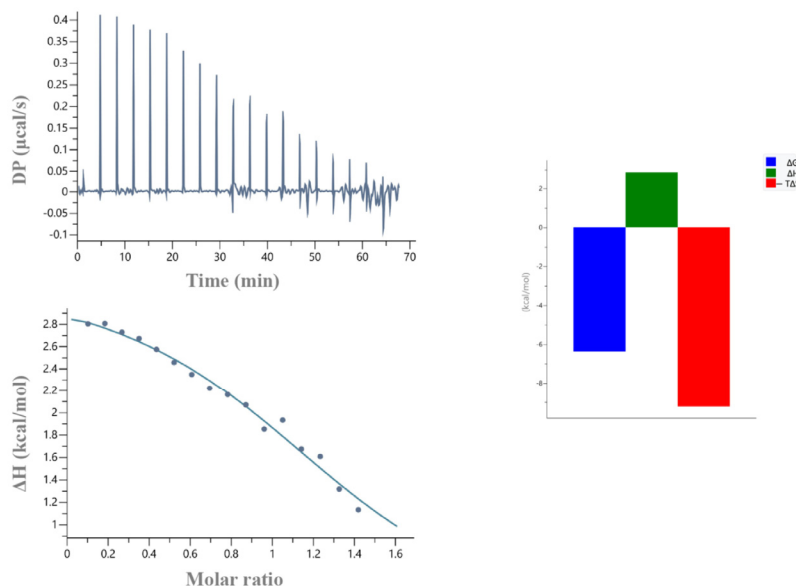 0.4
0.35
0.3
0.25
0.2
0.15
0.1
0.05
0
-0.05
-0.1
DP (µcal/s)
0 10 20 30 40 50 60 70
Time (min)
2.8
2.6
2.4
2.2
2
1.8
1.6
1.4
1.2
1
ΔH (kcal/mol)
0 0.2 0.4 0.6 0.8 1 1.2 1.4 1.6
Molar ratio
ΔG
ΔH
– TΔS
2
0
-2
-4
-6
-8
(kcal/mol)